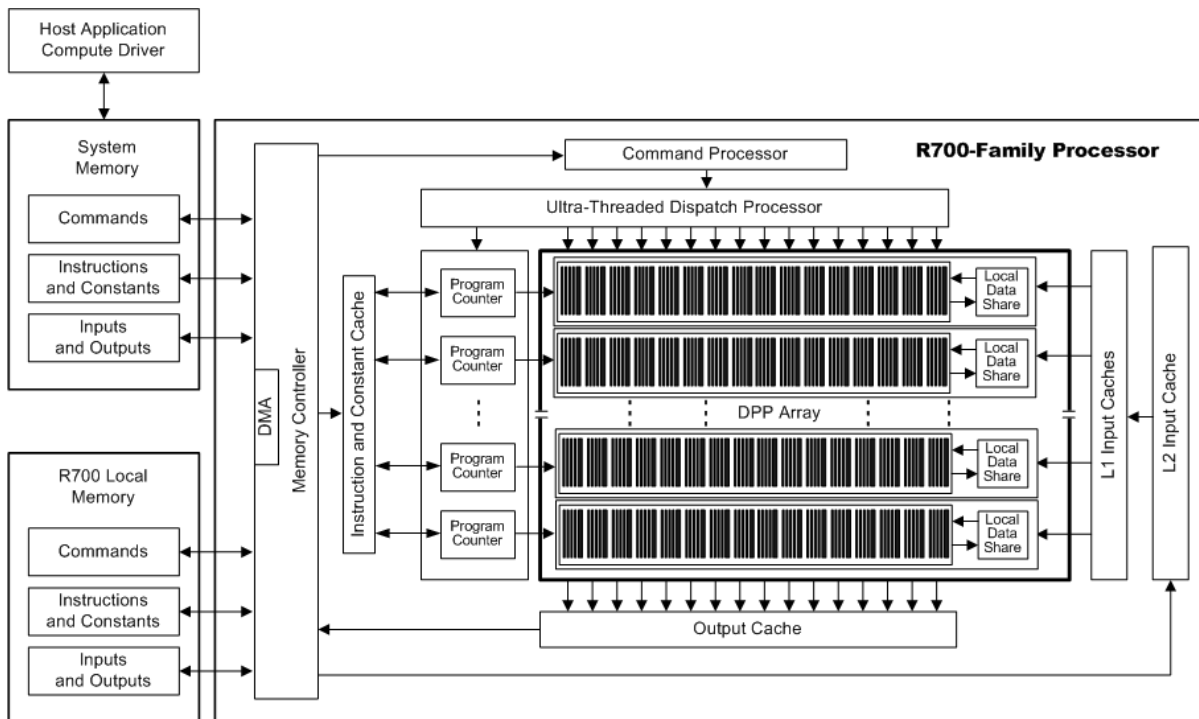 Host Application
Compute Driver
System
Memory
Commands
Instructions
and Constants
Inputs
and Outputs
R700 Local
Memory
Commands
Instructions
and Constants
Inputs
and Outputs
R700-Family Processor
DMA
Memory Controller
Command Processor
Ultra-Threaded Dispatch Processor
Instruction and Constant Cache
Program
Counter
Local
Data
Share
Program
Counter
Local
Data
Share
DPP Array
Program
Counter
Local
Data
Share
Program
Counter
Local
Data
Share
L1 Input Caches
L2 Input Cache
Output Cache